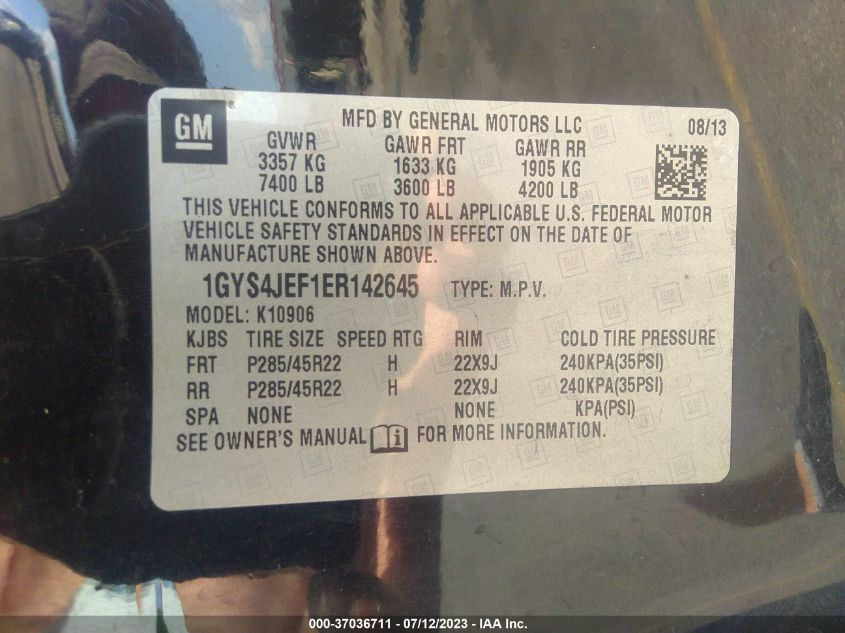 GM
MFD BY GENERAL MOTORS LLC 08/13
GVWR GAWR FRT GAWR RR
3357 KG 1633 KG 1905 KG
7400 LB 3600 LB 4200 LB
THIS VEHICLE CONFORMS TO ALL APPLICABLE U.S. FEDERAL MOTOR
VEHICLE SAFETY STANDARDS IN EFFECT ON THE DATE OF
MANUFACTURE SHOWN ABOVE.
1GYS4JEF1ER142645 TYPE: M.P.V.
MODEL: K10906
KJBS TIRE SIZE SPEED RTG RIM COLD TIRE PRESSURE
FRT P285/45R22 H 22X9J 240KPA(35PSI)
RR P285/45R22 H 22X9J 240KPA(35PSI)
SPA NONE NONE KPA(PSI)
SEE OWNER'S MANUAL FOR MORE INFORMATION.
000-37036711 - 07/12/2023 - IAA Inc.